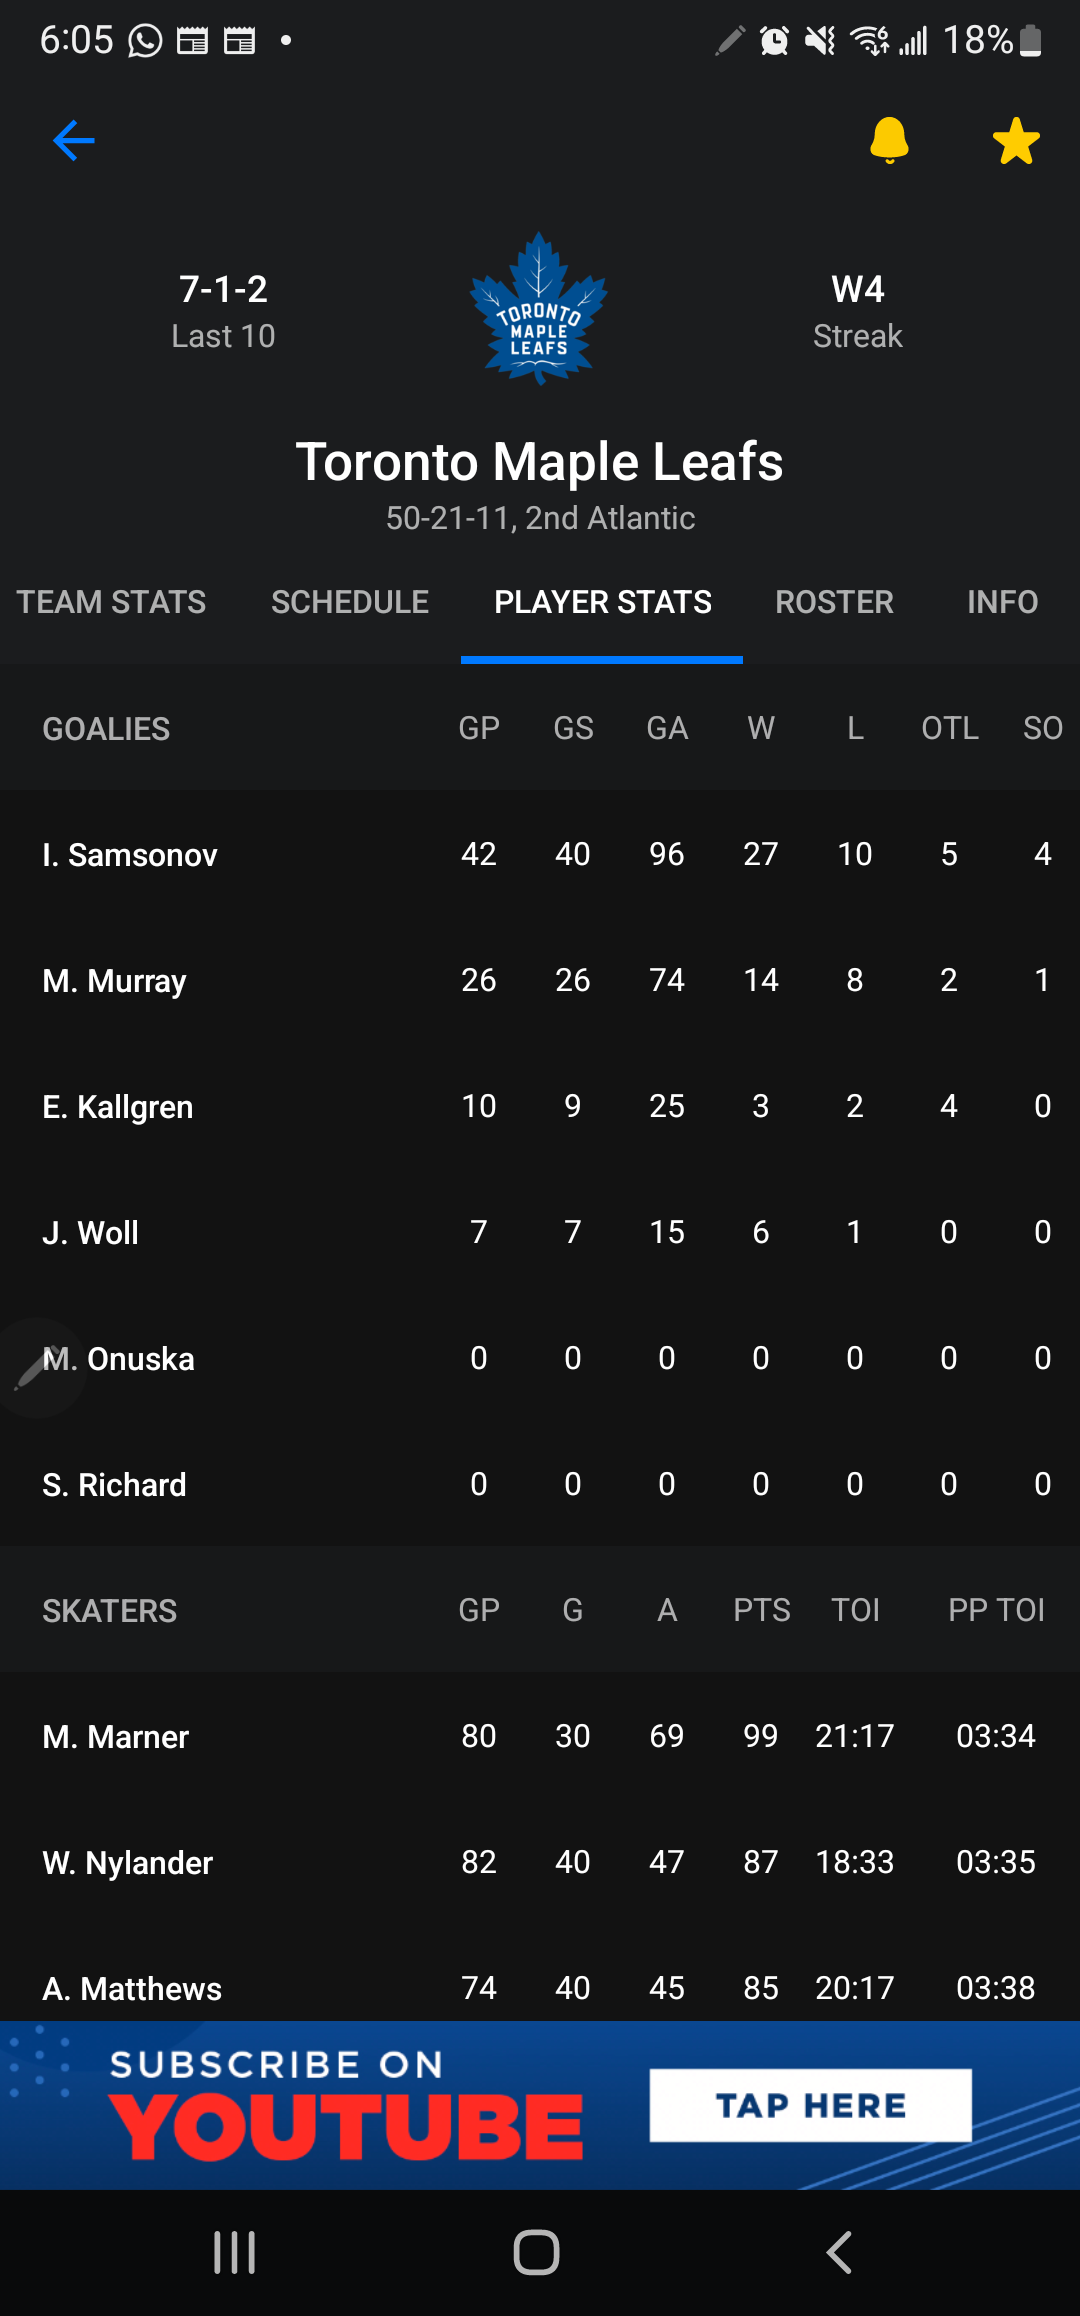 6:05 18%
7-1-2 W4
Last 10 Streak
TORONTO
MAPLE
LEAFS
Toronto Maple Leafs
50-21-11, 2nd Atlantic
TEAM STATS SCHEDULE PLAYER STATS ROSTER INFO
GOALIES GP GS GA W L OTL SO
I. Samsonov 42 40 96 27 10 5 4
M. Murray 26 26 74 14 8 2 1
E. Kallgren 10 9 25 3 2 4 0
J. Woll 7 7 15 6 1 0 0
M. Onuska 0 0 0 0 0 0 0
S. Richard 0 0 0 0 0 0 0
SKATERS GP G A PTS TOI PP TOI
M. Marner 80 30 69 99 21:17 03:34
W. Nylander 82 40 47 87 18:33 03:35
A. Matthews 74 40 45 85 20:17 03:38
SUBSCRIBE ON
YOUTUBE TAP HERE